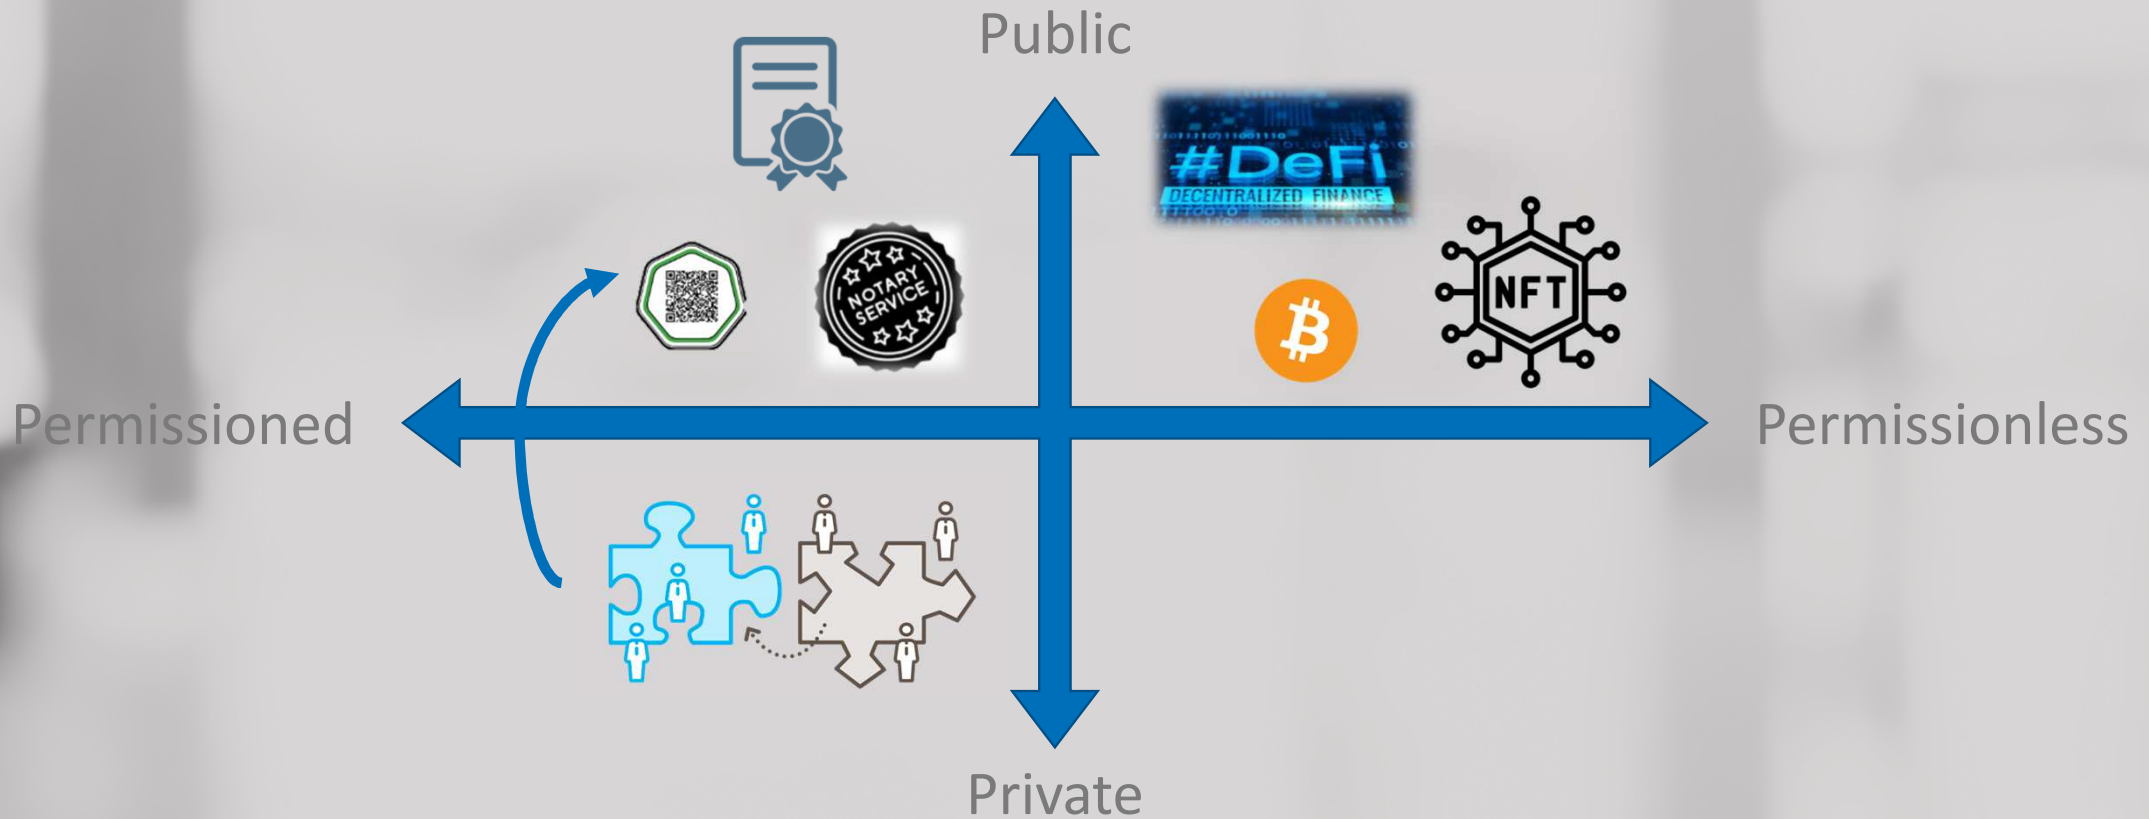 Public
#DeFi
DECENTRALIZED FINANCE
NOTARY
SERVICE
NFT
Permissioned
Permissionless
Private